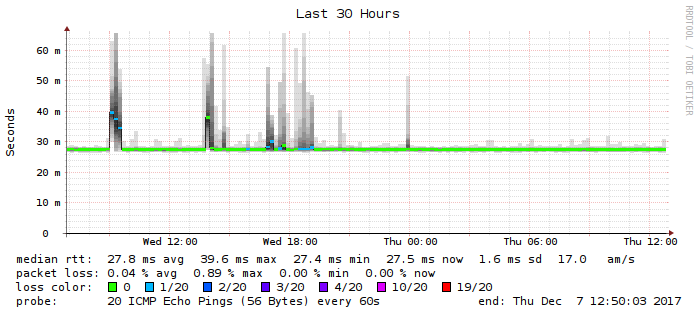 Last 30 Hours
RRDTOOL / TOBI OETIKER
Seconds
60 m
50 m
40 m
30 m
20 m
10 m
0
Wed 12:00 Wed 18:00 Thu 00:00 Thu 06:00 Thu 12:00
median rtt: 27.8 ms avg 39.6 ms max 27.4 ms min 27.5 ms now 1.6 ms sd 17.0 am/s
packet loss: 0.04 % avg 0.89 % max 0.00 % min 0.00 % now
loss color: 0 1/20 2/20 3/20 4/20 10/20 19/20
probe: 20 ICMP Echo Pings (56 Bytes) every 60s end: Thu Dec 7 12:50:03 2017